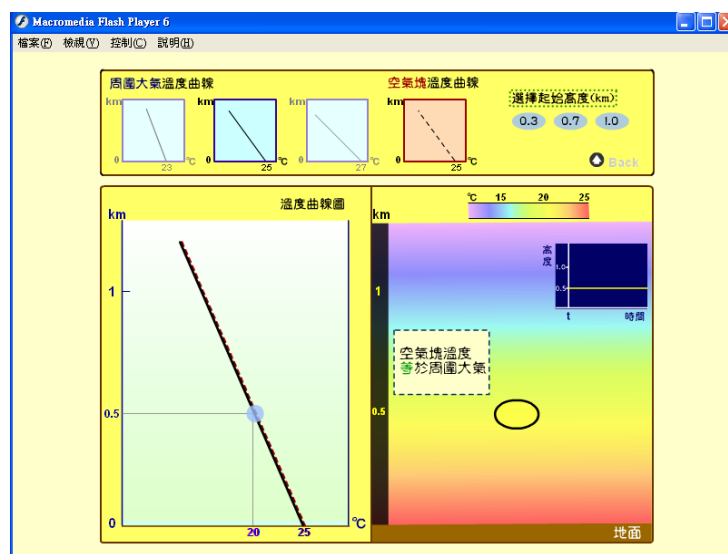 Macromedia Flash Player 6
檔案(F) 檢視(V) 控制(C) 說明(H)
周圍大氣溫度曲線
空氣塊溫度曲線
選擇起始高度(km)
km
0
23
℃
km
0
25
℃
km
0
27
℃
km
0
25
℃
0.3 0.7 1.0
Back
溫度曲線圖
km
1
0.5
0
20 25
℃
℃ 15 20 25
km
1
0.5
高度
1.0
0.5
t 時間
空氣塊溫度
等於周圍大氣
地面